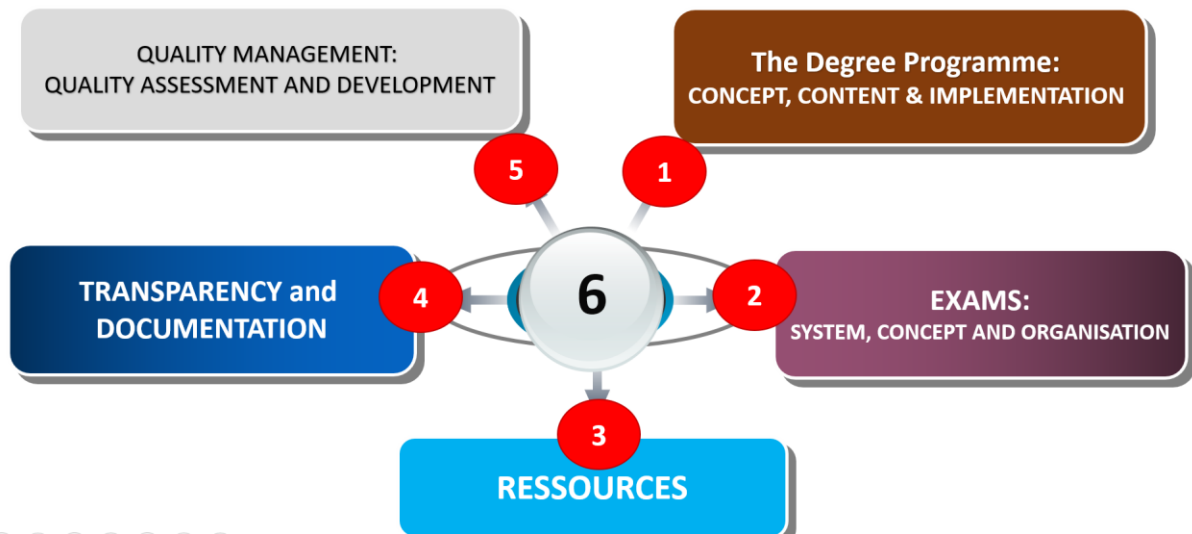 QUALITY MANAGEMENT:
QUALITY ASSESSMENT AND DEVELOPMENT
The Degree Programme:
CONCEPT, CONTENT & IMPLEMENTATION
5
1
TRANSPARENCY and
DOCUMENTATION
4
6
2
EXAMS:
SYSTEM, CONCEPT AND ORGANISATION
3
RESSOURCES